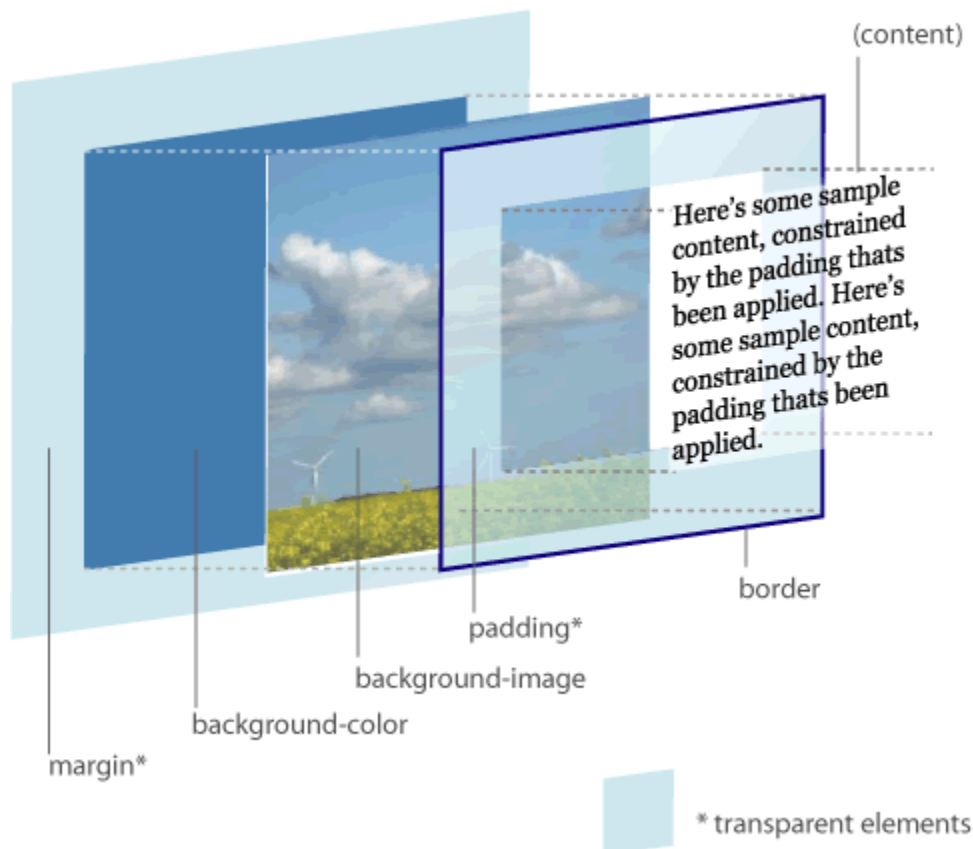 (content)
Here's some sample
content, constrained
by the padding thats
been applied. Here's
some sample content,
constrained by the
padding thats been
applied.
border
padding*
background-image
background-color
margin*
* transparent elements